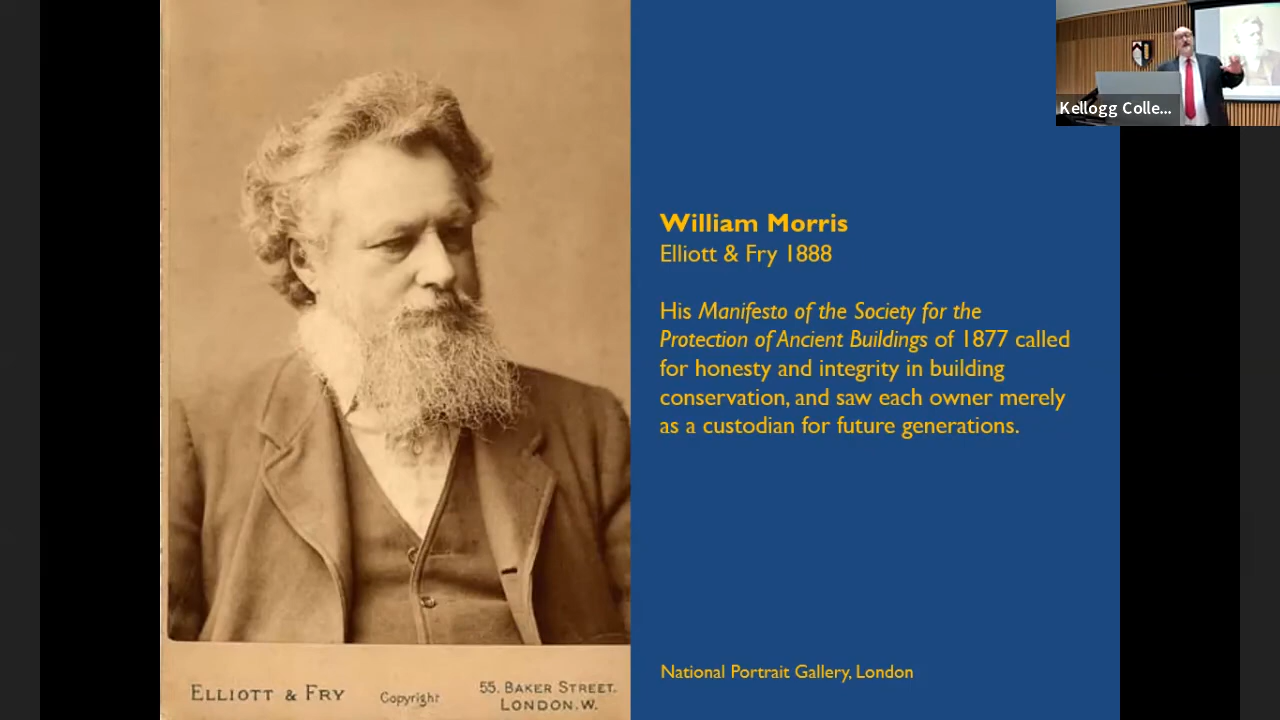 Kellogg Colle...
William Morris
Elliott & Fry 1888
His Manifesto of the Society for the
Protection of Ancient Buildings of 1877 called
for honesty and integrity in building
conservation, and saw each owner merely
as a custodian for future generations.
National Portrait Gallery, London
ELLIOTT & FRY
Copyright
55. BAKER STREET.
LONDON.W.